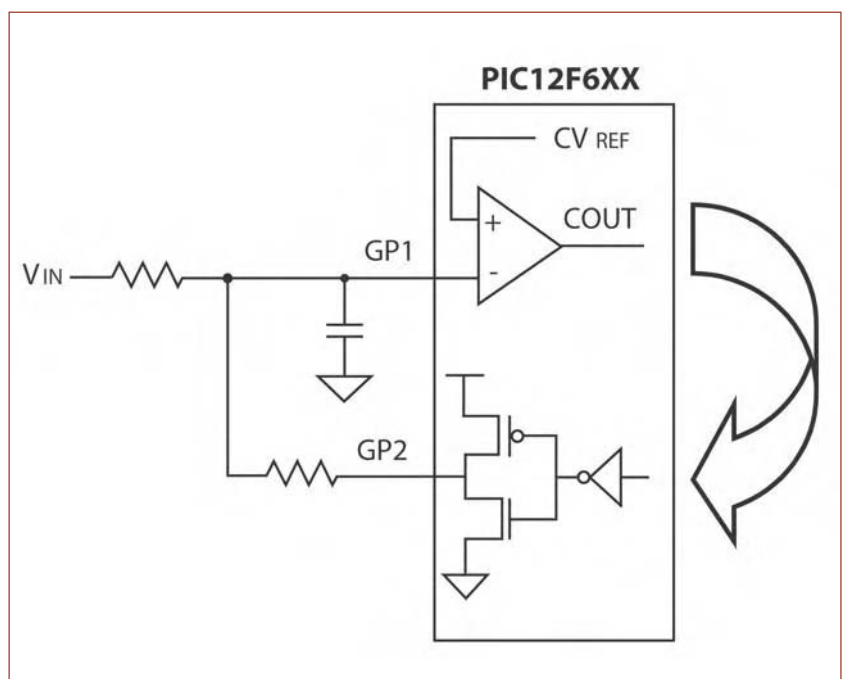 PIC12F6XX
CV REF
+
COUT
GP1
-
VIN
GP2